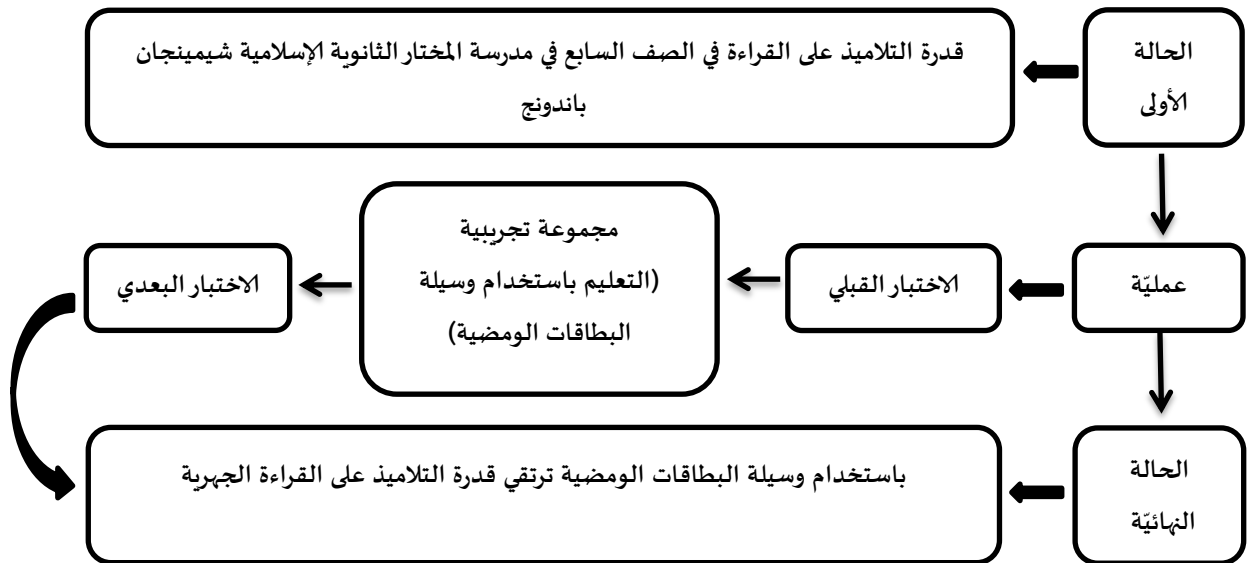 الحالة
الأولى
قدرة التلاميذ على القراءة في الصف السابع في مدرسة المختار الثانوية الإسلامية شيمينجان
باندونج
عمليّة
الاختبار القبلي
مجموعة تجريبية
(التعليم باستخدام وسيلة
البطاقات الومضية)
الاختبار البعدي
الحالة
النهائيّة
باستخدام وسيلة البطاقات الومضية ترتقي قدرة التلاميذ على القراءة الجهرية